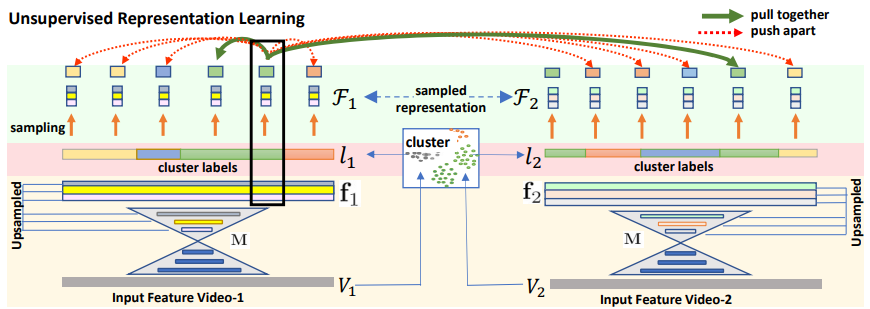 Unsupervised Representation Learning
pull together
push apart
ℱ₁
sampled
representation
ℱ₂
sampling
cluster
l₁
l₂
cluster labels
cluster labels
f₁
f₂
Upsampled
Upsampled
M
M
V₁
V₂
Input Feature Video-1
Input Feature Video-2